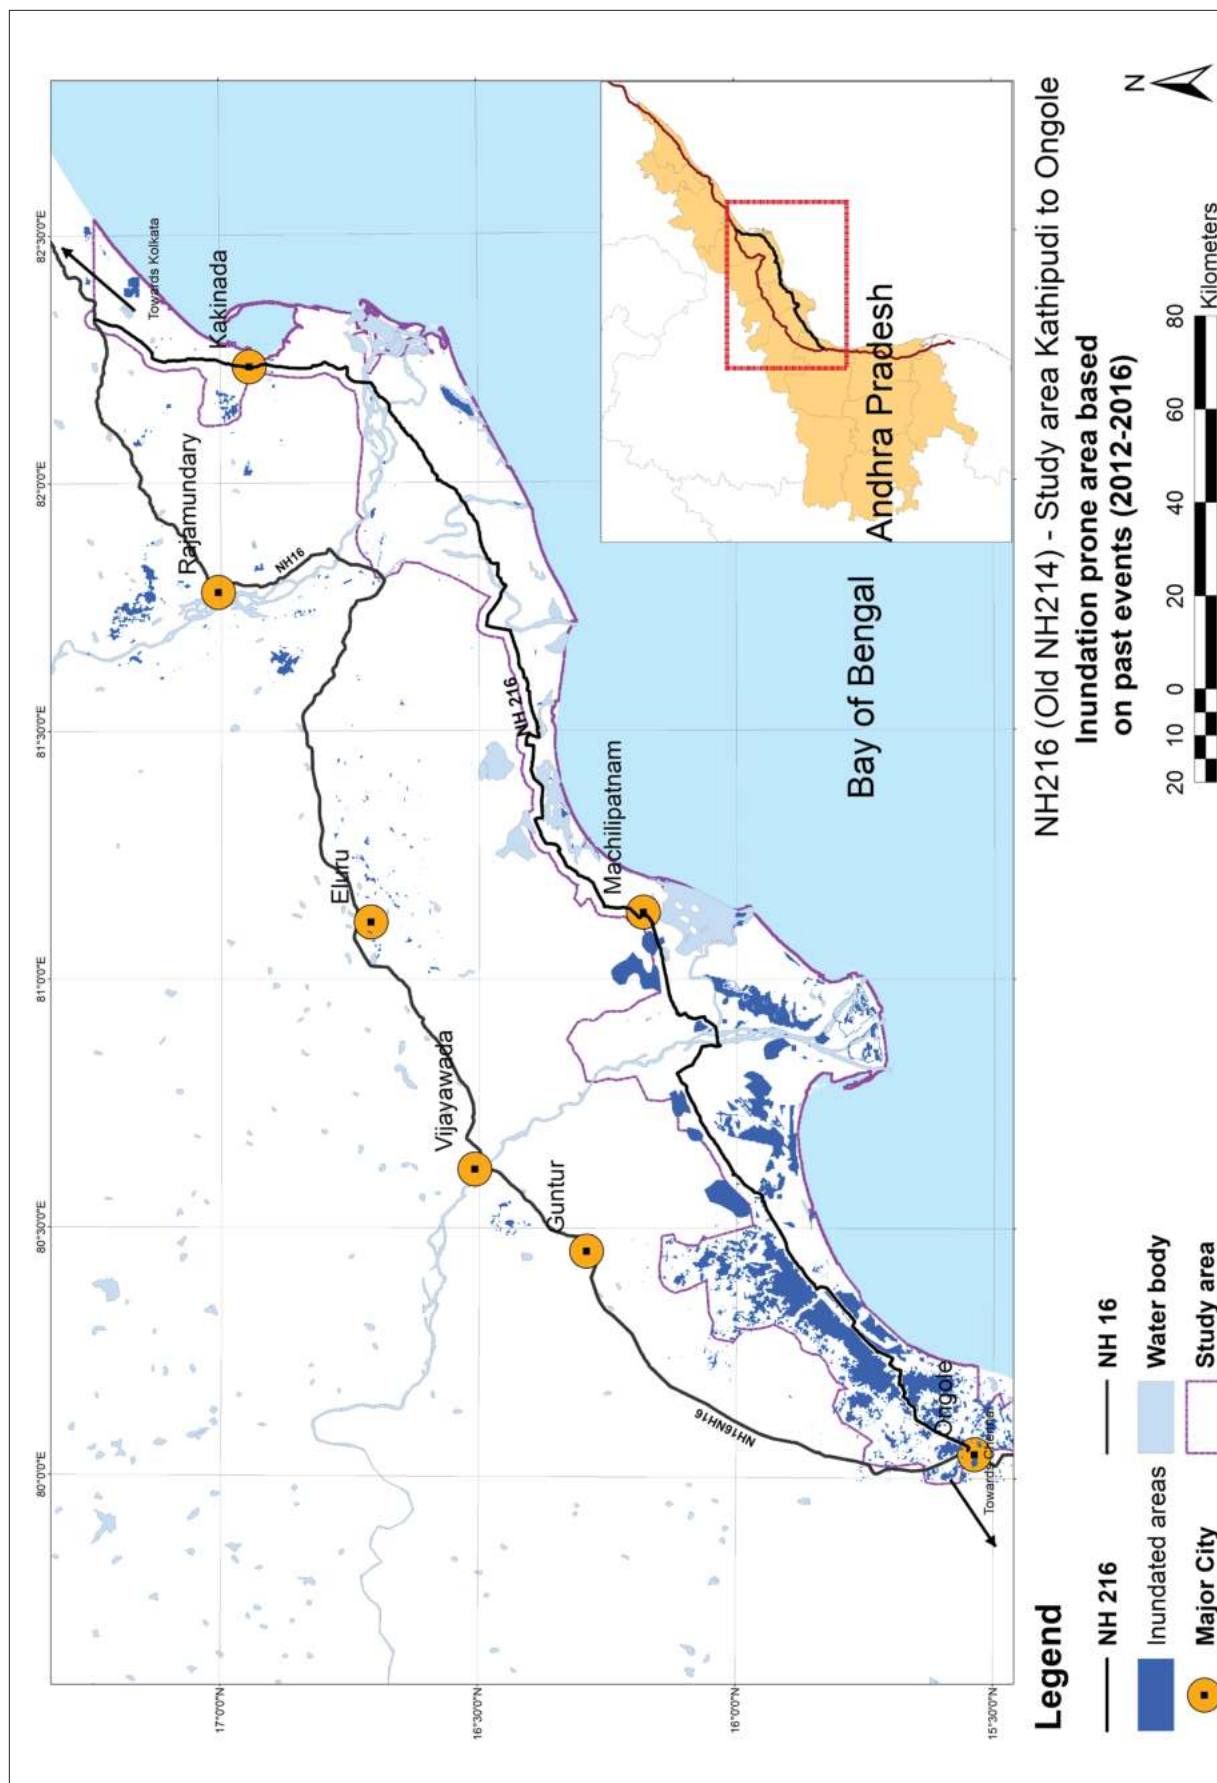 80°0'0"E
80°30'0"E
81°0'0"E
81°30'0"E
82°0'0"E
82°30'0"E
17°0'0"N
16°30'0"N
16°0'0"N
15°30'0"N
Towards Kolkata
Kakinada
Rajamundary
NH16
Eluru
NH 216
Vijayawada
Machilipatnam
Guntur
NH16NH16
Ongole
Towards Chennai
Bay of Bengal
Andhra Pradesh
Legend
NH 216
NH 16
Inundated areas
Water body
Major City
Study area
NH216 (Old NH214) - Study area Kathipudi to Ongole
Inundation prone area based
on past events (2012-2016)
20 10 0 20 40 60 80
Kilometers
N